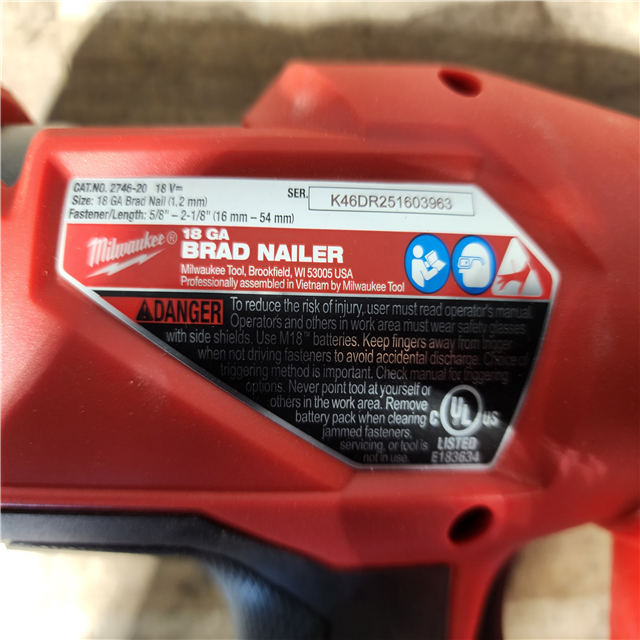 CAT.NO. 2746-20 18 V⎓
SER. K46DR251603963
Size: 18 GA Brad Nail (1,2 mm)
Fastener/Length: 5/8" - 2-1/8" (16 mm – 54 mm)
Milwaukee®
18 GA
BRAD NAILER
Milwaukee Tool, Brookfield, WI 53005 USA
Professionally assembled in Vietnam by Milwaukee Tool
DANGER To reduce the risk of injury, user must read operator's manual.
Operators and others in work area must wear safety glasses
with side shields. Use M18™ batteries. Keep fingers away from trigger
when not driving fasteners to avoid accidental discharge. Choice of
triggering method is important. Check manual for triggering
options. Never point tool at yourself or
others in the work area. Remove
battery pack when clearing
jammed fasteners,
servicing, or tool is
not in use.
C UL US
LISTED
E183634